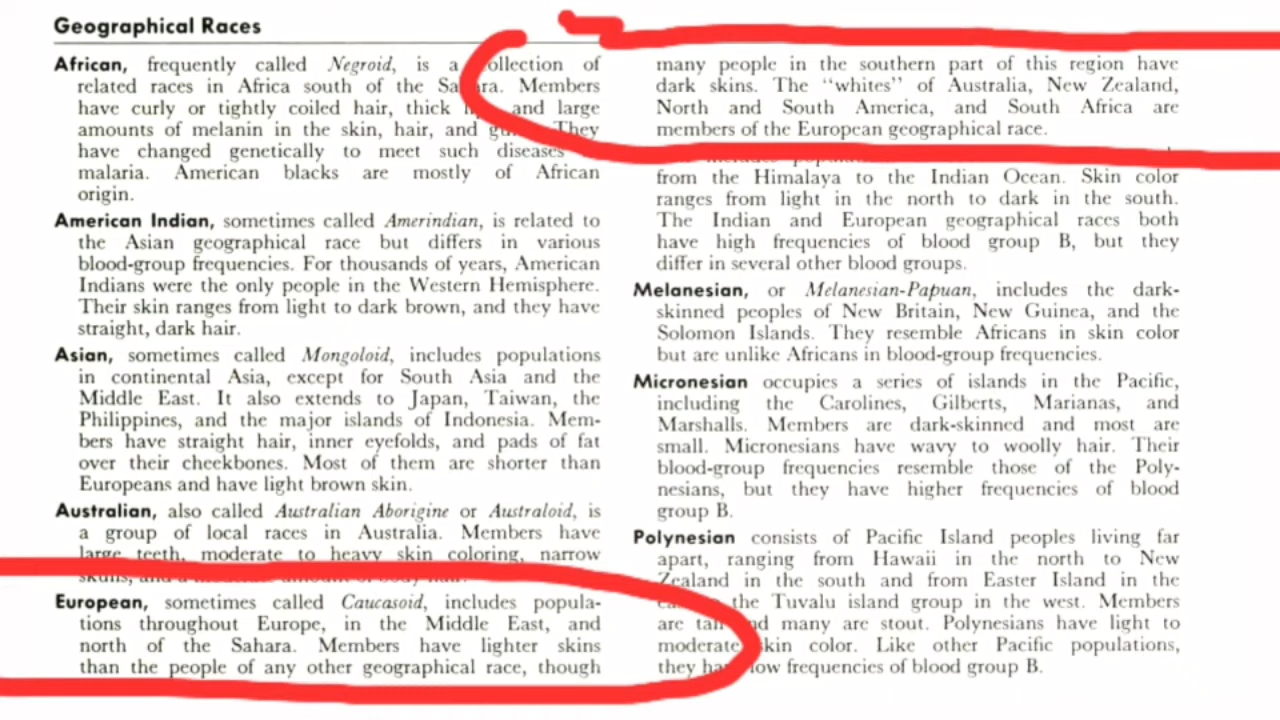 Geographical Races
African, frequently called Negroid, is a ollection of
related races in Africa south of the Sa ra. Members
have curly or tightly coiled hair, thick and large
amounts of melanin in the skin, hair, and They
have changed genetically to meet such diseases
malaria. American blacks are mostly of African
origin.
American Indian, sometimes called Amerindian, is related to
the Asian geographical race but differs in various
blood-group frequencies. For thousands of years, American
Indians were the only people in the Western Hemisphere.
Their skin ranges from light to dark brown, and they have
straight, dark hair.
Asian, sometimes called Mongoloid, includes populations
in continental Asia, except for South Asia and the
Middle East. It also extends to Japan, Taiwan, the
Philippines, and the major islands of Indonesia. Mem-
bers have straight hair, inner eyefolds, and pads of fat
over their cheekbones. Most of them are shorter than
Europeans and have light brown skin.
Australian, also called Australian Aborigine or Australoid, is
a group of local races in Australia. Members have
large teeth, moderate to heavy skin coloring, narrow
skulls, and a
European, sometimes called Caucasoid, includes popula-
tions throughout Europe, in the Middle East, and
north of the Sahara. Members have lighter skins
than the people of any other geographical race, though
many people in the southern part of this region have
dark skins. The "whites" of Australia, New Zealand,
North and South America, and South Africa are
members of the European geographical race.
from the Himalaya to the Indian Ocean. Skin color
ranges from light in the north to dark in the south.
The Indian and European geographical races both
have high frequencies of blood group B, but they
differ in several other blood groups.
Melanesian, or Melanesian-Papuan, includes the dark-
skinned peoples of New Britain, New Guinea, and the
Solomon Islands. They resemble Africans in skin color
but are unlike Africans in blood-group frequencies.
Micronesian occupies a series of islands in the Pacific,
including the Carolines, Gilberts, Marianas, and
Marshalls. Members are dark-skinned and most are
small. Micronesians have wavy to woolly hair. Their
blood-group frequencies resemble those of the Poly-
nesians, but they have higher frequencies of blood
group B.
Polynesian consists of Pacific Island peoples living far
apart, ranging from Hawaii in the north to New
Zealand in the south and from Easter Island in the
the Tuvalu island group in the west. Members
are tall and many are stout. Polynesians have light to
moderate skin color. Like other Pacific populations,
they have low frequencies of blood group B.